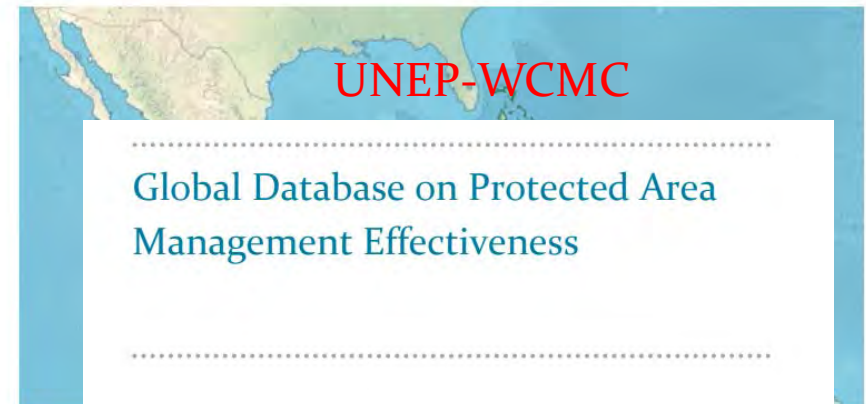 UNEP-WCMC
Global Database on Protected Area
Management Effectiveness